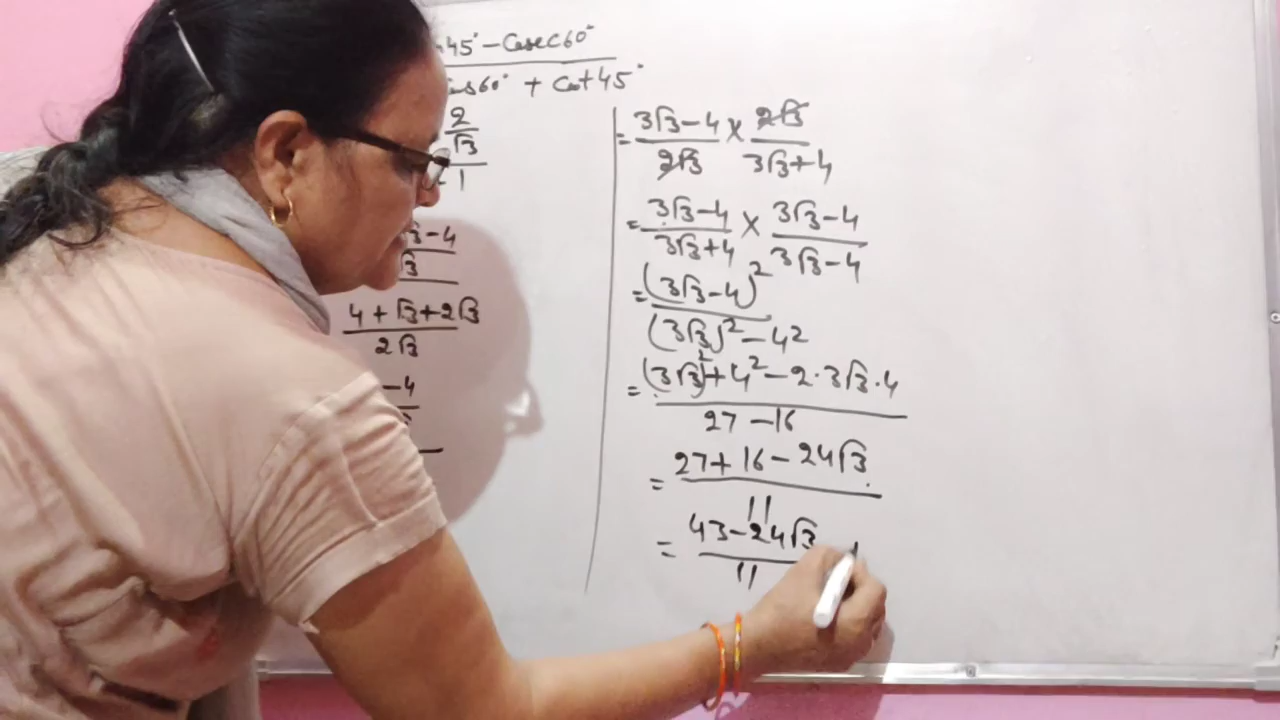 45° - Cosec60°
60° + Cot45°
2
√3
1
3-4
√3
4+√3+2√3
2√3
-4
= 3√3-4 / 2√3 × 2√3 / 3√3+4
= 3√3-4 / 3√3+4 × 3√3-4 / 3√3-4
= (3√3-4)² / (3√3)²-4²
= (3√3)²+4²-2·3√3·4 / 27-16
= 27+16-24√3 / 11
= 43-24√3 / 11